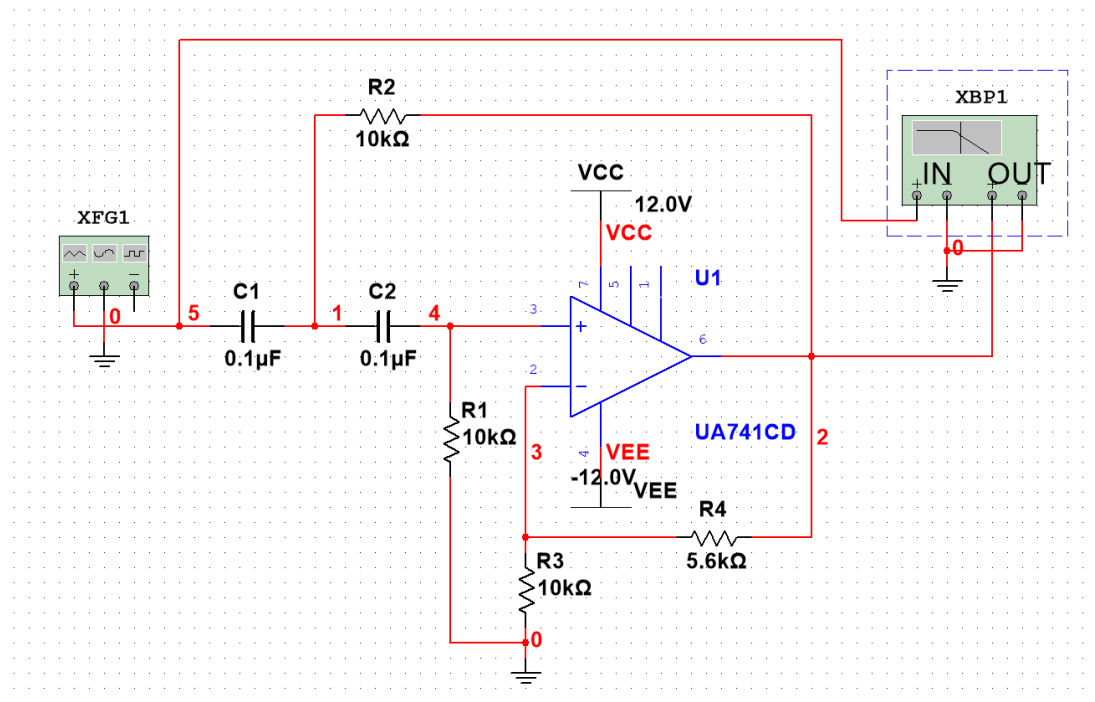 R2
10kΩ
XBP1
IN
OUT
+
-
+
-
VCC
12.0V
VCC
XFG1
+
-
0
0
7
5
1
U1
C1
C2
5
1
4
0.1µF
0.1µF
3
+
6
2
−
R1
10kΩ
UA741CD
2
3
4
VEE
-12.0V
VEE
R4
5.6kΩ
R3
10kΩ
0